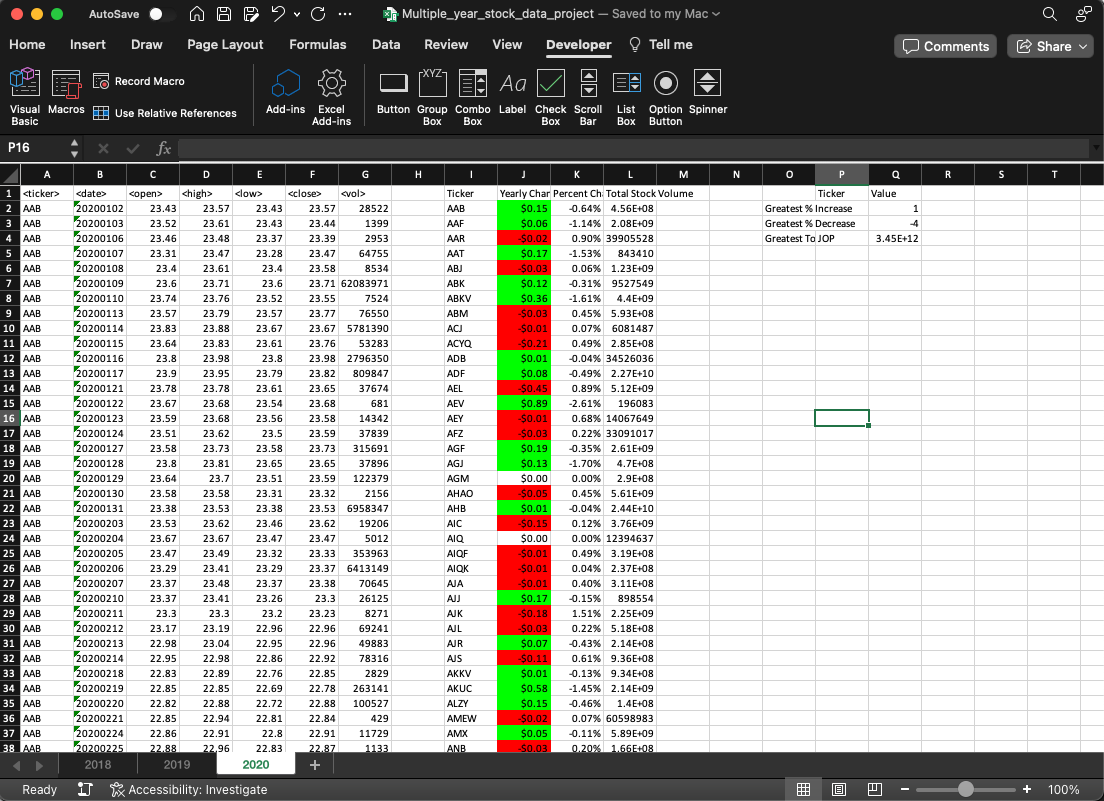 AutoSave Multiple_year_stock_data_project — Saved to my Mac
Home Insert Draw Page Layout Formulas Data Review View Developer Tell me Comments Share
Visual Basic Macros Record Macro Use Relative References Add-ins Excel Add-ins Button Group Box Combo Box Label Check Box Scroll Bar List Box Option Button Spinner
XYZ Aa
P16 fx
A B C D E F G H I J K L M N O P Q R S T
1 <ticker> <date> <open> <high> <low> <close> <vol> Ticker Yearly Char Percent Ch Total Stock Volume Ticker Value
2 AAB 20200102 23.43 23.57 23.43 23.57 28522 AAB $0.15 -0.64% 4.56E+08 Greatest % Increase 1
3 AAB 20200103 23.52 23.61 23.43 23.44 1399 AAF $0.06 -1.14% 2.08E+09 Greatest % Decrease -4
4 AAB 20200106 23.46 23.48 23.37 23.39 2953 AAR -$0.02 0.90% 39905528 Greatest To JOP 3.45E+12
5 AAB 20200107 23.31 23.47 23.28 23.47 64755 AAT $0.17 -1.53% 843410
6 AAB 20200108 23.4 23.61 23.4 23.58 8534 ABJ -$0.03 0.06% 1.23E+09
7 AAB 20200109 23.6 23.71 23.6 23.71 62083971 ABK $0.12 -0.31% 9527549
8 AAB 20200110 23.74 23.76 23.52 23.55 7524 ABKV $0.36 -1.61% 4.4E+09
9 AAB 20200113 23.57 23.79 23.57 23.77 76550 ABM -$0.03 0.45% 5.93E+08
10 AAB 20200114 23.83 23.88 23.67 23.67 5781390 ACJ -$0.01 0.07% 6081487
11 AAB 20200115 23.64 23.83 23.61 23.76 53283 ACYQ -$0.21 0.49% 2.85E+08
12 AAB 20200116 23.8 23.98 23.8 23.98 2796350 ADB $0.01 -0.04% 34526036
13 AAB 20200117 23.9 23.95 23.79 23.82 809847 ADF $0.08 -0.49% 2.27E+10
14 AAB 20200121 23.78 23.78 23.61 23.65 37674 AEL -$0.45 0.89% 5.12E+09
15 AAB 20200122 23.67 23.68 23.54 23.68 681 AEV $0.89 -2.61% 196083
16 AAB 20200123 23.59 23.68 23.56 23.58 14342 AEY -$0.01 0.68% 14067649
17 AAB 20200124 23.51 23.62 23.5 23.59 37839 AFZ -$0.03 0.22% 33091017
18 AAB 20200127 23.58 23.73 23.58 23.73 315691 AGF $0.19 -0.35% 2.61E+09
19 AAB 20200128 23.8 23.81 23.65 23.65 37896 AGJ $0.13 -1.70% 4.7E+08
20 AAB 20200129 23.64 23.7 23.51 23.59 122379 AGM $0.00 0.00% 2.9E+08
21 AAB 20200130 23.58 23.58 23.31 23.32 2156 AHAO -$0.05 0.45% 5.61E+09
22 AAB 20200131 23.38 23.53 23.38 23.53 6958347 AHB $0.01 -0.04% 2.44E+10
23 AAB 20200203 23.53 23.62 23.46 23.62 19206 AIC -$0.15 0.12% 3.76E+09
24 AAB 20200204 23.67 23.67 23.47 23.47 5012 AIQ $0.00 0.00% 12394637
25 AAB 20200205 23.47 23.49 23.32 23.33 353963 AIQF -$0.01 0.49% 3.19E+08
26 AAB 20200206 23.29 23.41 23.29 23.37 6413149 AIQK -$0.01 0.04% 2.37E+08
27 AAB 20200207 23.37 23.48 23.37 23.38 70645 AJA -$0.01 0.40% 3.11E+08
28 AAB 20200210 23.37 23.41 23.26 23.3 26125 AJJ $0.17 -0.15% 898554
29 AAB 20200211 23.3 23.3 23.2 23.23 8271 AJK -$0.18 1.51% 2.25E+09
30 AAB 20200212 23.17 23.19 22.96 22.96 69241 AJL -$0.03 0.22% 5.18E+08
31 AAB 20200213 22.98 23.04 22.95 22.96 49883 AJR $0.07 -0.43% 2.14E+08
32 AAB 20200214 22.95 22.98 22.86 22.92 78316 AJS -$0.11 0.61% 9.36E+08
33 AAB 20200218 22.83 22.89 22.76 22.85 2829 AKKV $0.01 -0.13% 9.34E+08
34 AAB 20200219 22.85 22.85 22.69 22.78 263141 AKUC $0.58 -1.45% 2.14E+09
35 AAB 20200220 22.82 22.88 22.72 22.88 100527 ALZY $0.15 -0.46% 1.4E+08
36 AAB 20200221 22.85 22.94 22.81 22.84 429 AMEW -$0.02 0.07% 60598983
37 AAB 20200224 22.86 22.91 22.8 22.91 11729 AMX $0.05 -0.11% 5.89E+09
38 AAB 20200225 22.88 22.96 22.83 22.87 1133 ANB -$0.03 0.20% 1.66E+08
2018 2019 2020 +
Ready Accessibility: Investigate 100%